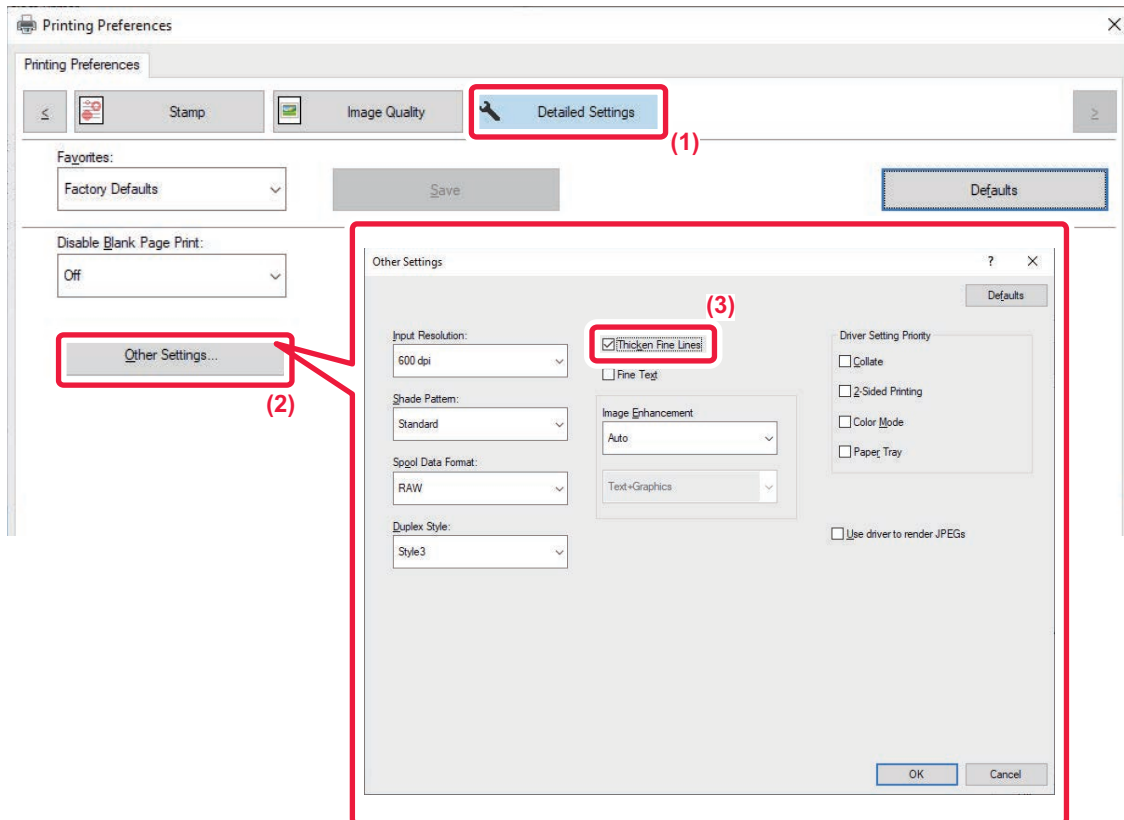 Printing Preferences
Printing Preferences
< Stamp Image Quality Detailed Settings >
(1)
Favorites:
Factory Defaults Save Defaults
Disable Blank Page Print:
Off
Other Settings...
(2)
Other Settings ?
Defaults
(3)
Input Resolution:
600 dpi
Shade Pattern:
Standard
Spool Data Format:
RAW
Duplex Style:
Style3
Thicken Fine Lines
Fine Text
Image Enhancement
Auto
Text+Graphics
Driver Setting Priority
Collate
2-Sided Printing
Color Mode
Paper Tray
Use driver to render JPEGs
OK Cancel